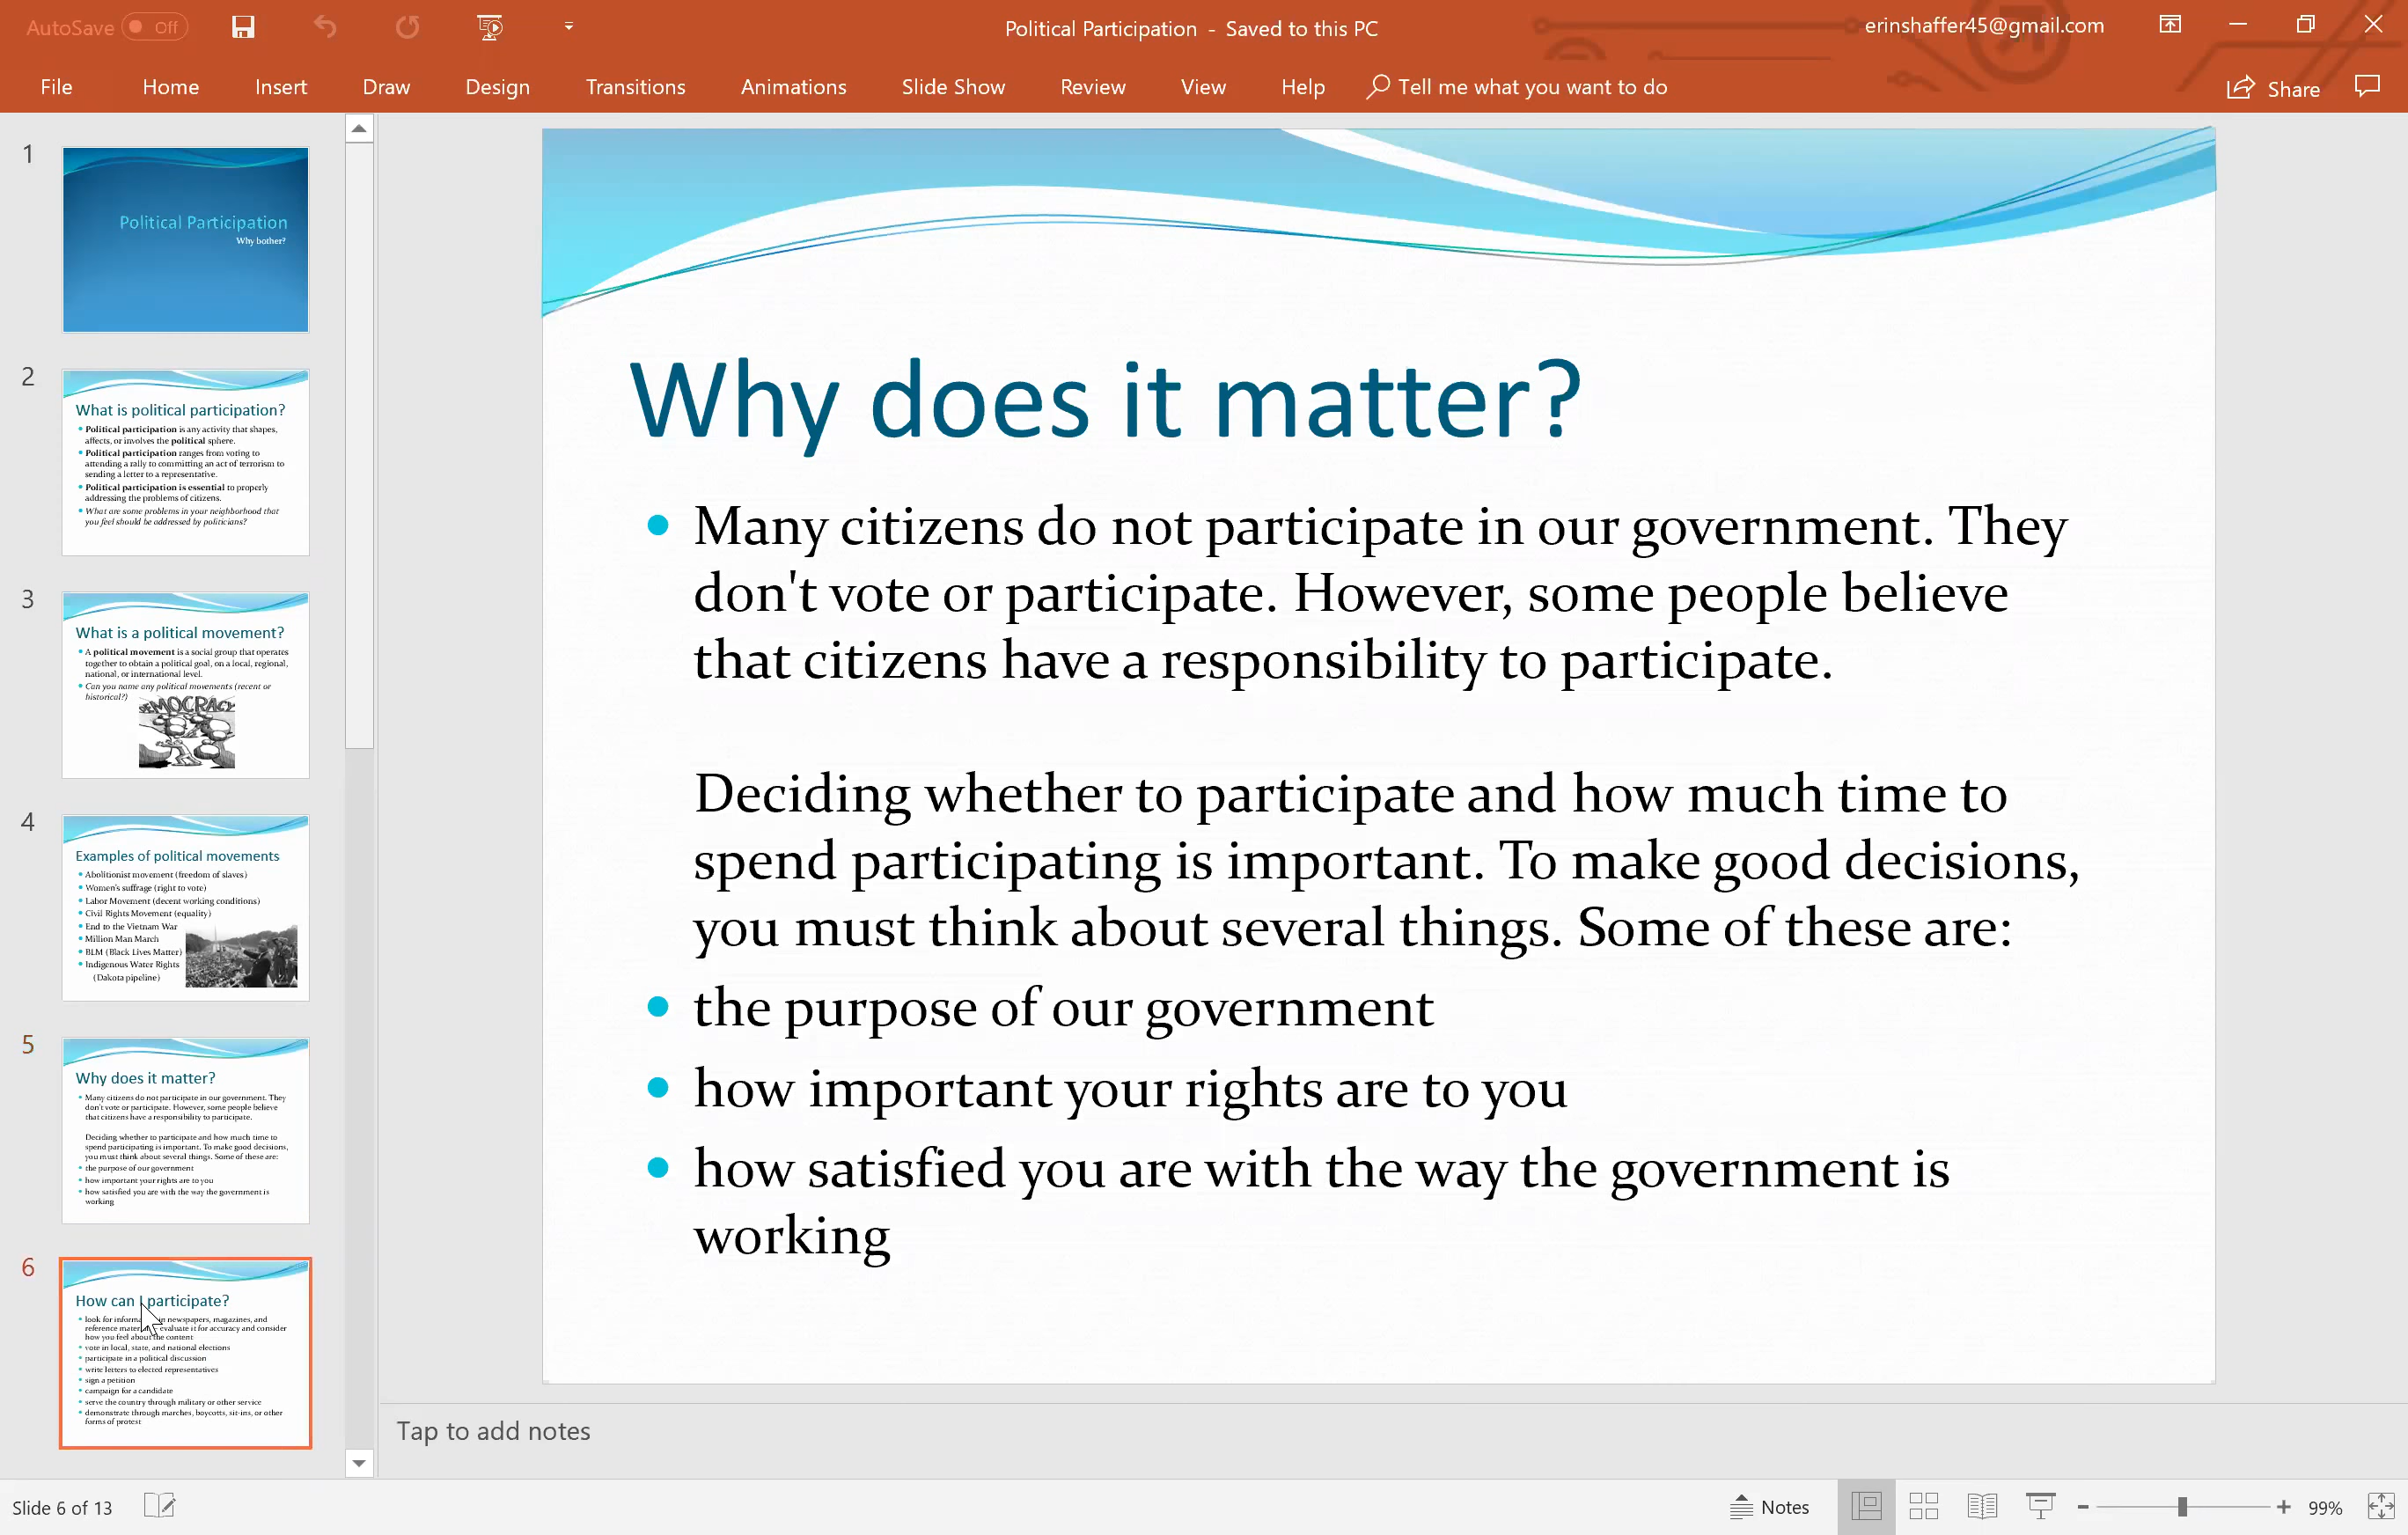 AutoSave Off
Political Participation - Saved to this PC
erinshaffer45@gmail.com
File Home Insert Draw Design Transitions Animations Slide Show Review View Help Tell me what you want to do Share
1
Political Participation
Why bother?
2
What is political participation?
Political participation is any activity that shapes,
affects, or involves the political sphere.
Political participation ranges from voting to
attending a rally to committing an act of terrorism to
sending a letter to a representative.
Political participation is essential to properly
addressing the problems of citizens.
What are some problems in your neighborhood that
you feel should be addressed by politicians?
3
What is a political movement?
A political movement is a social group that operates
together to obtain a political goal, on a local, regional,
national, or international level.
Can you name any political movements (recent or
historical?)
DEMOCRACY
4
Examples of political movements
Abolitionist movement (freedom of slaves)
Women's suffrage (right to vote)
Labor Movement (decent working conditions)
Civil Rights Movement (equality)
End to the Vietnam War
Million Man March
BLM (Black Lives Matter)
Indigenous Water Rights
(Dakota pipeline)
5
Why does it matter?
Many citizens do not participate in our government. They
don't vote or participate. However, some people believe
that citizens have a responsibility to participate.
Deciding whether to participate and how much time to
spend participating is important. To make good decisions,
you must think about several things. Some of these are:
the purpose of our government
how important your rights are to you
how satisfied you are with the way the government is
working
6
How can I participate?
look for information in newspapers, magazines, and
reference evaluate it for accuracy and consider
how you feel about the content
vote in local, state, and national elections
participate in a political discussion
write letters to elected representatives
sign a petition
campaign for a candidate
serve the country through military or other service
demonstrate through marches, boycotts, sit-ins, or other
forms of protest
Why does it matter?
Many citizens do not participate in our government. They
don't vote or participate. However, some people believe
that citizens have a responsibility to participate.
Deciding whether to participate and how much time to
spend participating is important. To make good decisions,
you must think about several things. Some of these are:
the purpose of our government
how important your rights are to you
how satisfied you are with the way the government is
working
Tap to add notes
Slide 6 of 13
Notes
99%